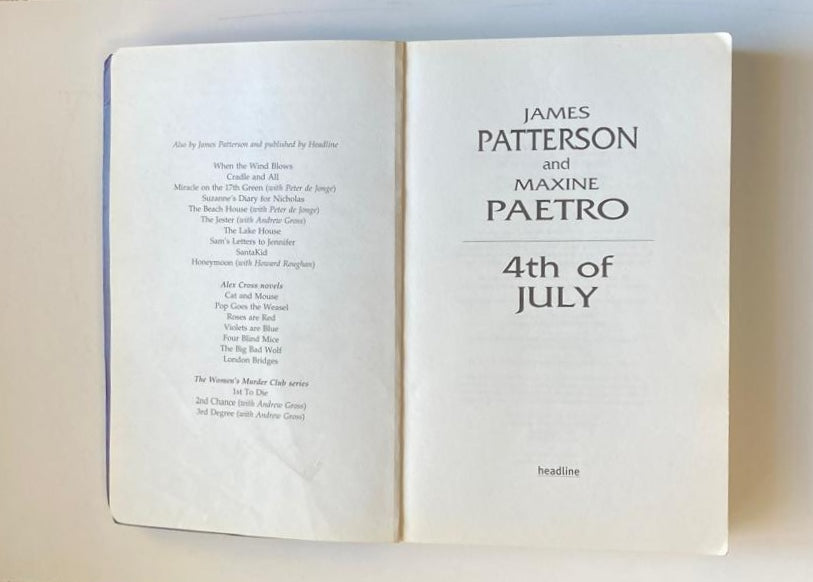 Also by James Patterson and published by Headline
When the Wind Blows
Cradle and All
Miracle on the 17th Green (with Peter de Jonge)
Suzanne's Diary for Nicholas
The Beach House (with Peter de Jonge)
The Jester (with Andrew Gross)
The Lake House
Sam's Letters to Jennifer
SantaKid
Honeymoon (with Howard Roughan)
Alex Cross novels
Cat and Mouse
Pop Goes the Weasel
Roses are Red
Violets are Blue
Four Blind Mice
The Big Bad Wolf
London Bridges
The Women's Murder Club series
1st To Die
2nd Chance (with Andrew Gross)
3rd Degree (with Andrew Gross)
JAMES
PATTERSON
and
MAXINE
PAETRO
4th of
JULY
headline